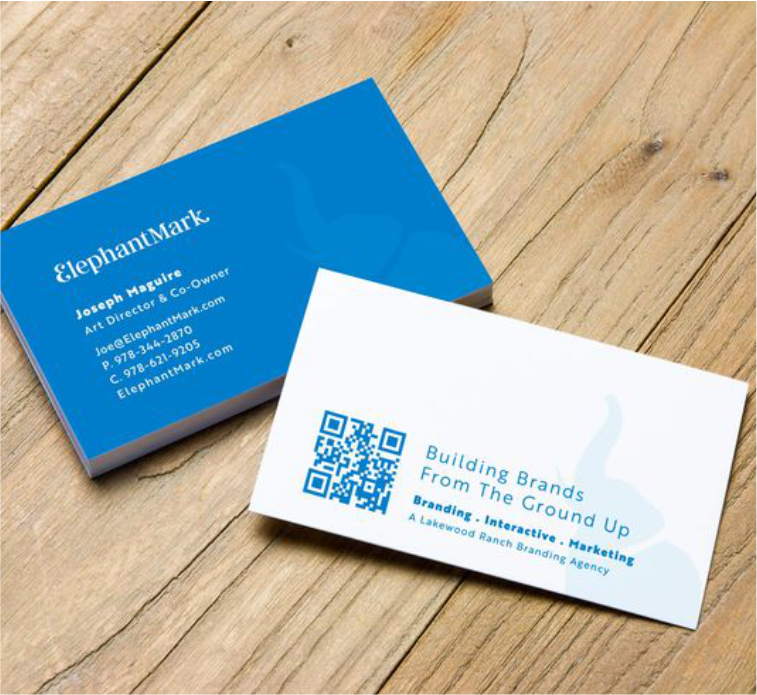 ElephantMark.
Joseph Maguire
Art Director & Co-Owner
Joe@ElephantMark.com
P. 978-344-2870
C. 978-621-9205
ElephantMark.com
Building Brands
From The Ground Up
Branding . Interactive . Marketing
A Lakewood Ranch Branding Agency